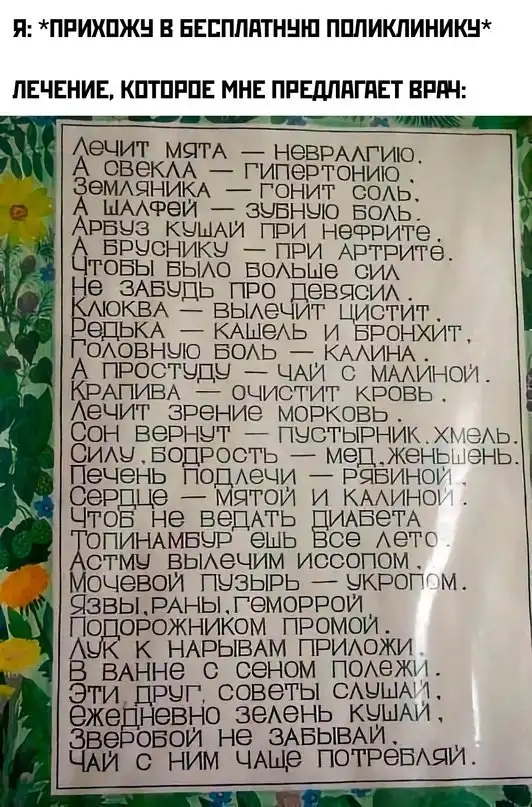 Я: *ПРИХОЖУ В БЕСПЛАТНУЮ ПОЛИКЛИНИКУ*
ЛЕЧЕНИЕ, КОТОРОЕ МНЕ ПРЕДЛАГАЕТ ВРАЧ:
ЛЕЧИТ МЯТА — НЕВРАЛГИЮ,
А СВЕКЛА — ГИПЕРТОНИЮ.
ЗЕМЛЯНИКА — ГОНИТ СОЛЬ,
А ШАЛФЕЙ — ЗУБНУЮ БОЛЬ.
АРБУЗ КУШАЙ ПРИ НЕФРИТЕ,
А БРУСНИКУ — ПРИ АРТРИТЕ.
ЧТОБЫ БЫЛО БОЛЬШЕ СИЛ
НЕ ЗАБУДЬ ПРО ДЕВЯСИЛ.
КЛЮКВА — ВЫЛЕЧИТ ЦИСТИТ.
РЕДЬКА — КАШЕЛЬ И БРОНХИТ,
ГОЛОВНУЮ БОЛЬ — КАЛИНА.
А ПРОСТУДУ — ЧАЙ С МАЛИНОЙ.
КРАПИВА — ОЧИСТИТ КРОВЬ,
ЛЕЧИТ ЗРЕНИЕ МОРКОВЬ.
СОН ВЕРНУТ — ПУСТЫРНИК, ХМЕЛЬ.
СИЛУ, БОДРОСТЬ — МЕД, ЖЕНЬШЕНЬ.
ПЕЧЕНЬ ПОДЛЕЧИ — РЯБИНОЙ,
СЕРДЦЕ — МЯТОЙ И КАЛИНОЙ.
ЧТОБ НЕ ВЕДАТЬ ДИАБЕТА
ТОПИНАМБУР ЕШЬ ВСЕ ЛЕТО.
АСТМУ ВЫЛЕЧИМ ИССОПОМ,
МОЧЕВОЙ ПУЗЫРЬ — УКРОПОМ.
ЯЗВЫ, РАНЫ, ГЕМОРРОЙ
ПОДОРОЖНИКОМ ПРОМОЙ.
ЛУК К НАРЫВАМ ПРИЛОЖИ,
В ВАННЕ С СЕНОМ ПОЛЕЖИ.
ЭТИ ДРУГ, СОВЕТЫ СЛУШАЙ,
ЕЖЕДНЕВНО ЗЕЛЕНЬ КУШАЙ,
ЗВЕРОБОЙ НЕ ЗАБЫВАЙ,
ЧАЙ С НИМ ЧАЩЕ ПОТРЕБЛЯЙ.